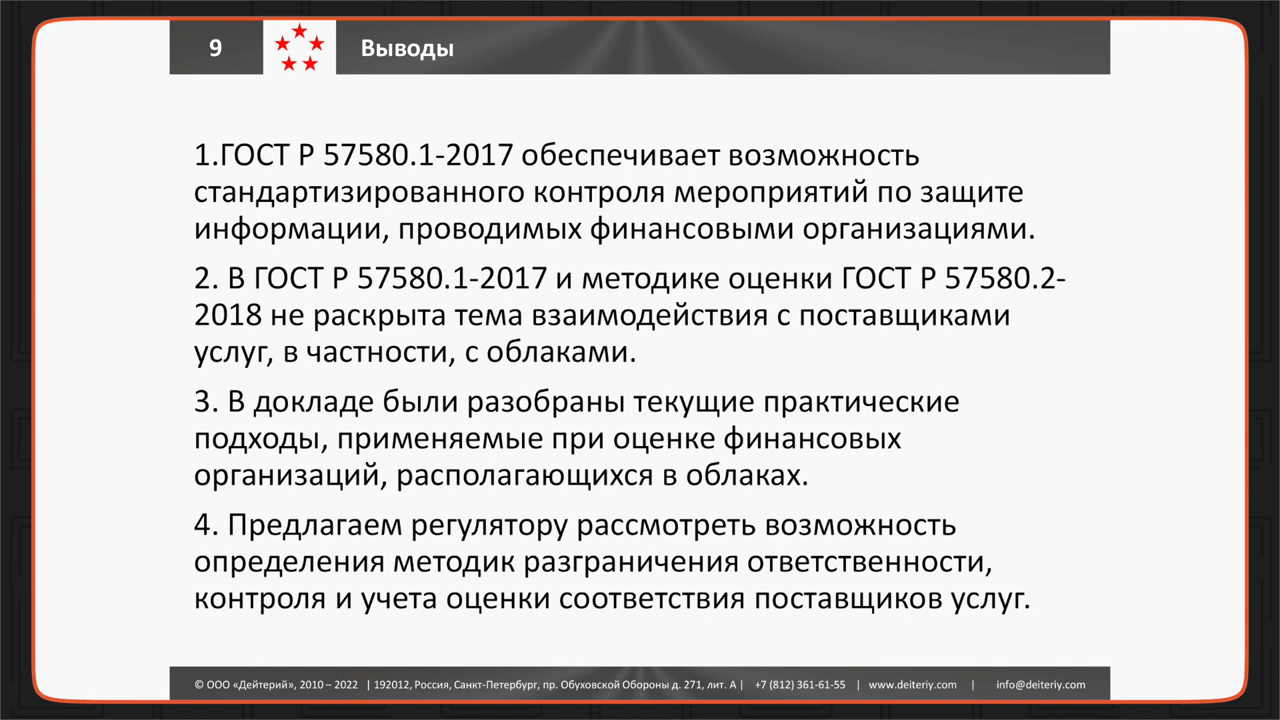 9
Выводы
1.ГОСТ Р 57580.1-2017 обеспечивает возможность
стандартизированного контроля мероприятий по защите
информации, проводимых финансовыми организациями.
2. В ГОСТ Р 57580.1-2017 и методике оценки ГОСТ Р 57580.2-
2018 не раскрыта тема взаимодействия с поставщиками
услуг, в частности, с облаками.
3. В докладе были разобраны текущие практические
подходы, применяемые при оценке финансовых
организаций, располагающихся в облаках.
4. Предлагаем регулятору рассмотреть возможность
определения методик разграничения ответственности,
контроля и учета оценки соответствия поставщиков услуг.
© ООО «Дейтерий», 2010 – 2022 | 192012, Россия, Санкт-Петербург, пр. Обуховской Обороны д. 271, лит. А | +7 (812) 361-61-55 | www.deiteriy.com | info@deiteriy.com